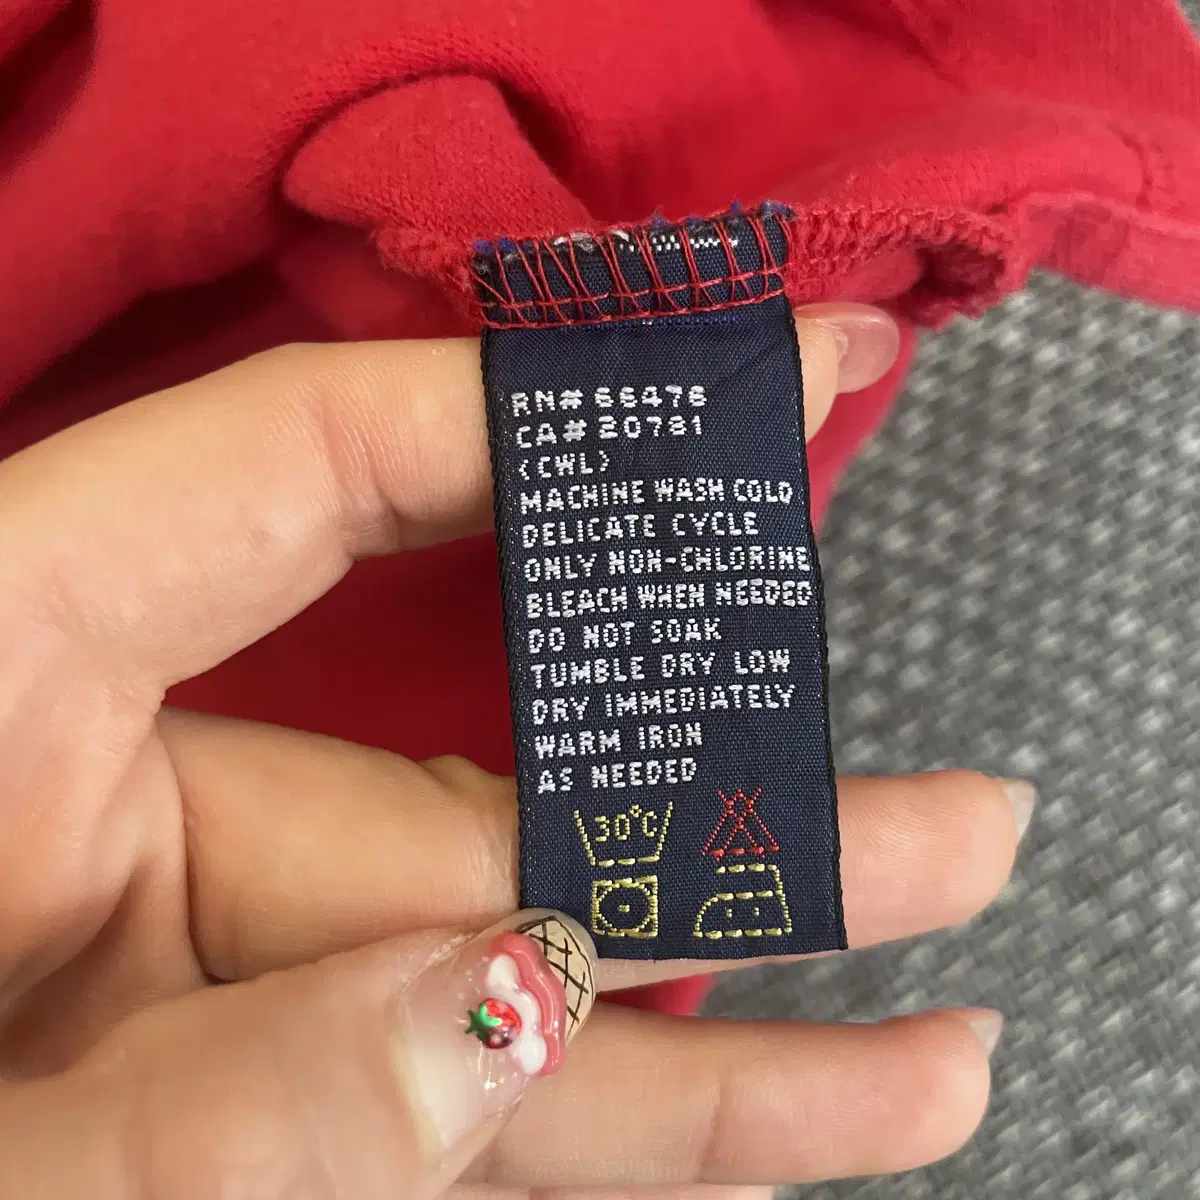 RN# 66476
CA# 20781
(CWL)
MACHINE WASH COLD
DELICATE CYCLE
ONLY NON-CHLORINE
BLEACH WHEN NEEDED
DO NOT SOAK
TUMBLE DRY LOW
DRY IMMEDIATELY
WARM IRON
AS NEEDED
30°C